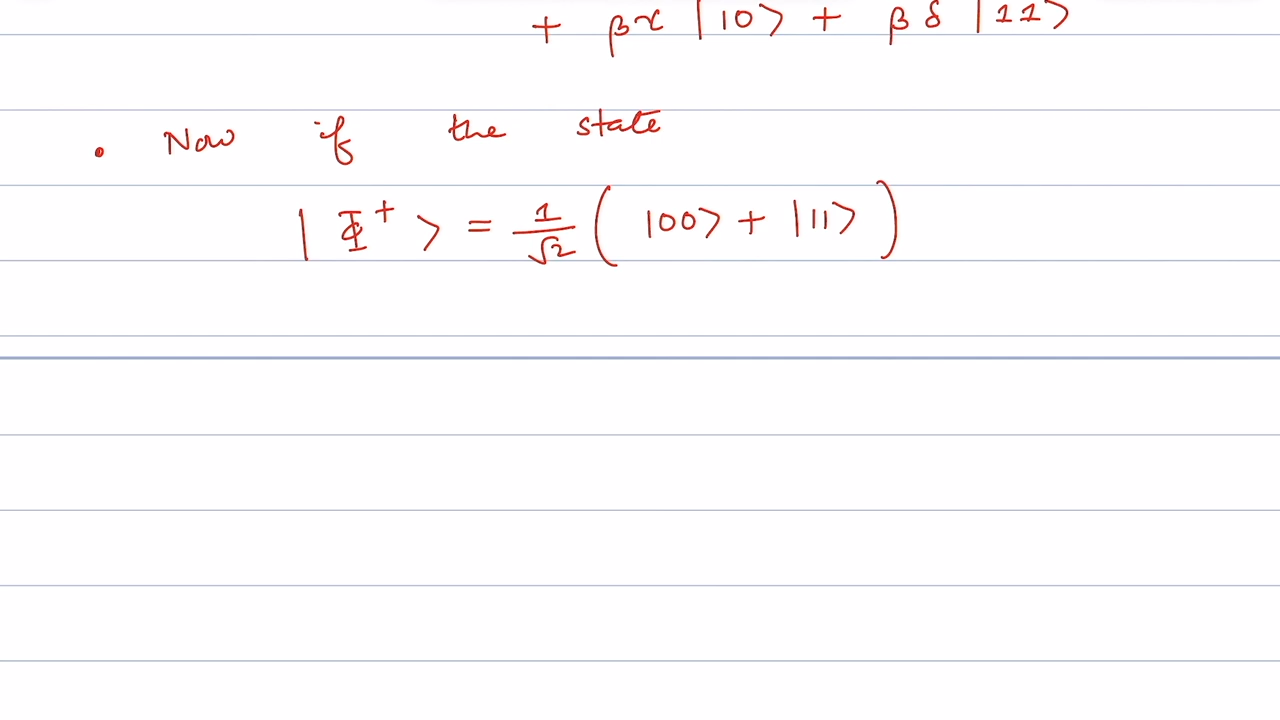 + βγ |10⟩ + βδ |11⟩
• Now if the state
|Φ⁺⟩ = 1/√2 ( |00⟩ + |11⟩ )